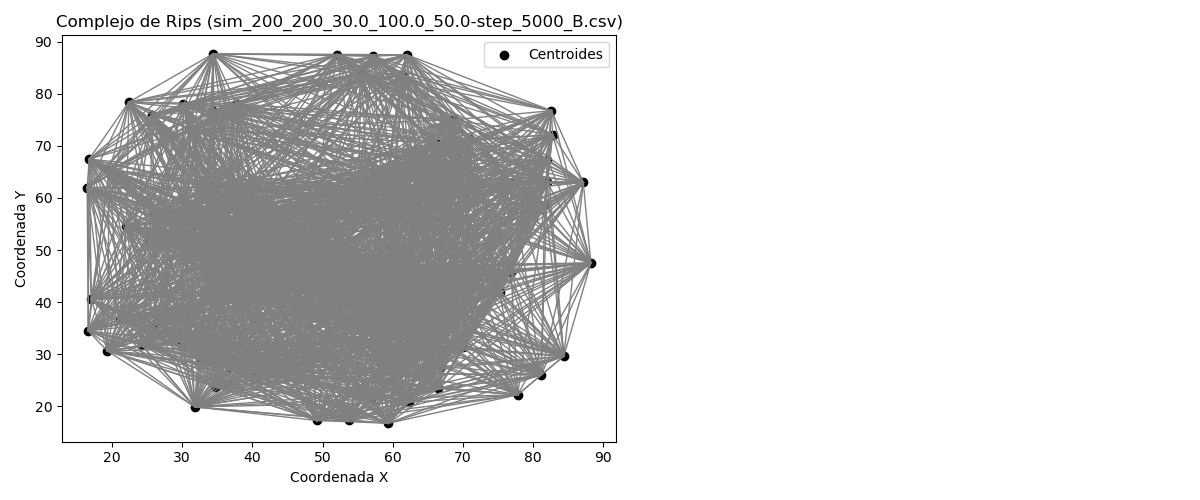 Complejo de Rips (sim_200_200_30.0_100.0_50.0-step_5000_B.csv)
Centroides
90
80
70
60
50
40
30
20
Coordenada Y
20 30 40 50 60 70 80 90
Coordenada X